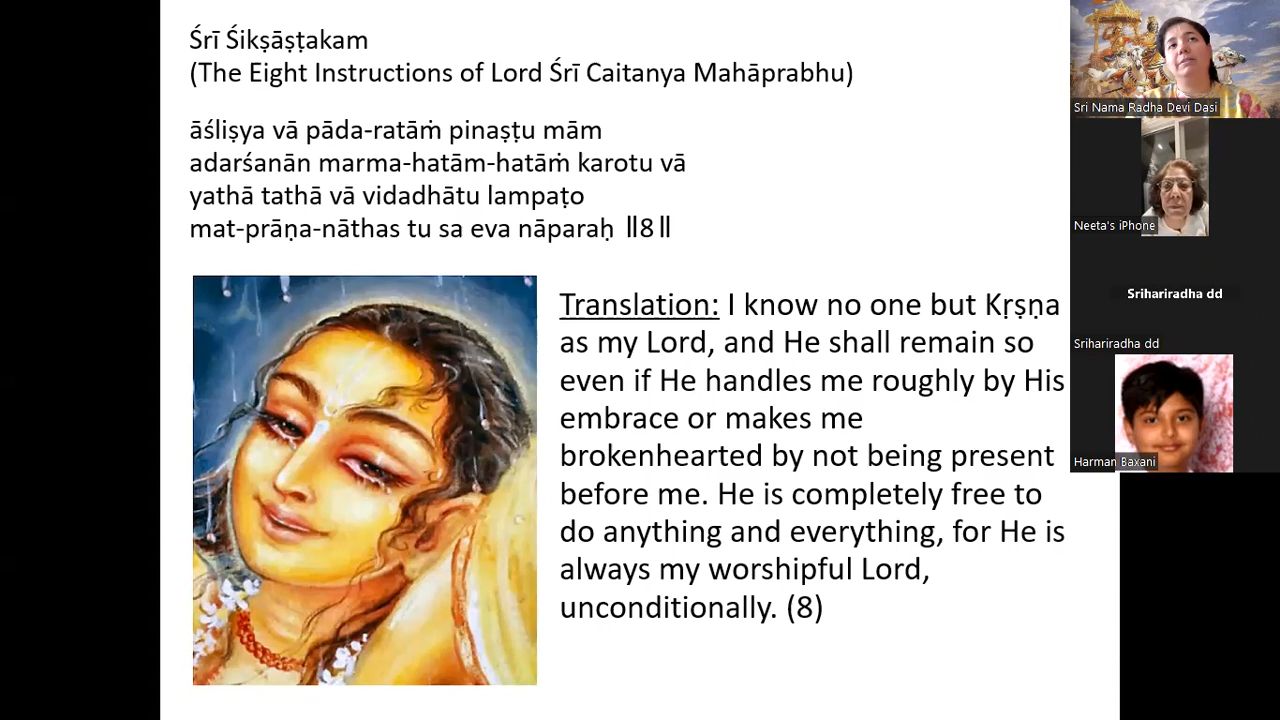 Śrī Śikṣāṣṭakam
(The Eight Instructions of Lord Śrī Caitanya Mahāprabhu)
āśliṣya vā pāda-ratāṁ pinaṣṭu mām
adarśanān marma-hatām-hatāṁ karotu vā
yathā tathā vā vidadhātu lampaṭo
mat-prāṇa-nāthas tu sa eva nāparaḥ ॥8॥
Translation: I know no one but Kṛṣṇa
as my Lord, and He shall remain so
even if He handles me roughly by His
embrace or makes me
brokenhearted by not being present
before me. He is completely free to
do anything and everything, for He is
always my worshipful Lord,
unconditionally. (8)
Sri Nama Radha Devi Dasi
Neeta's iPhone
Srihariradha dd
Srihariradha dd
Harman Baxani